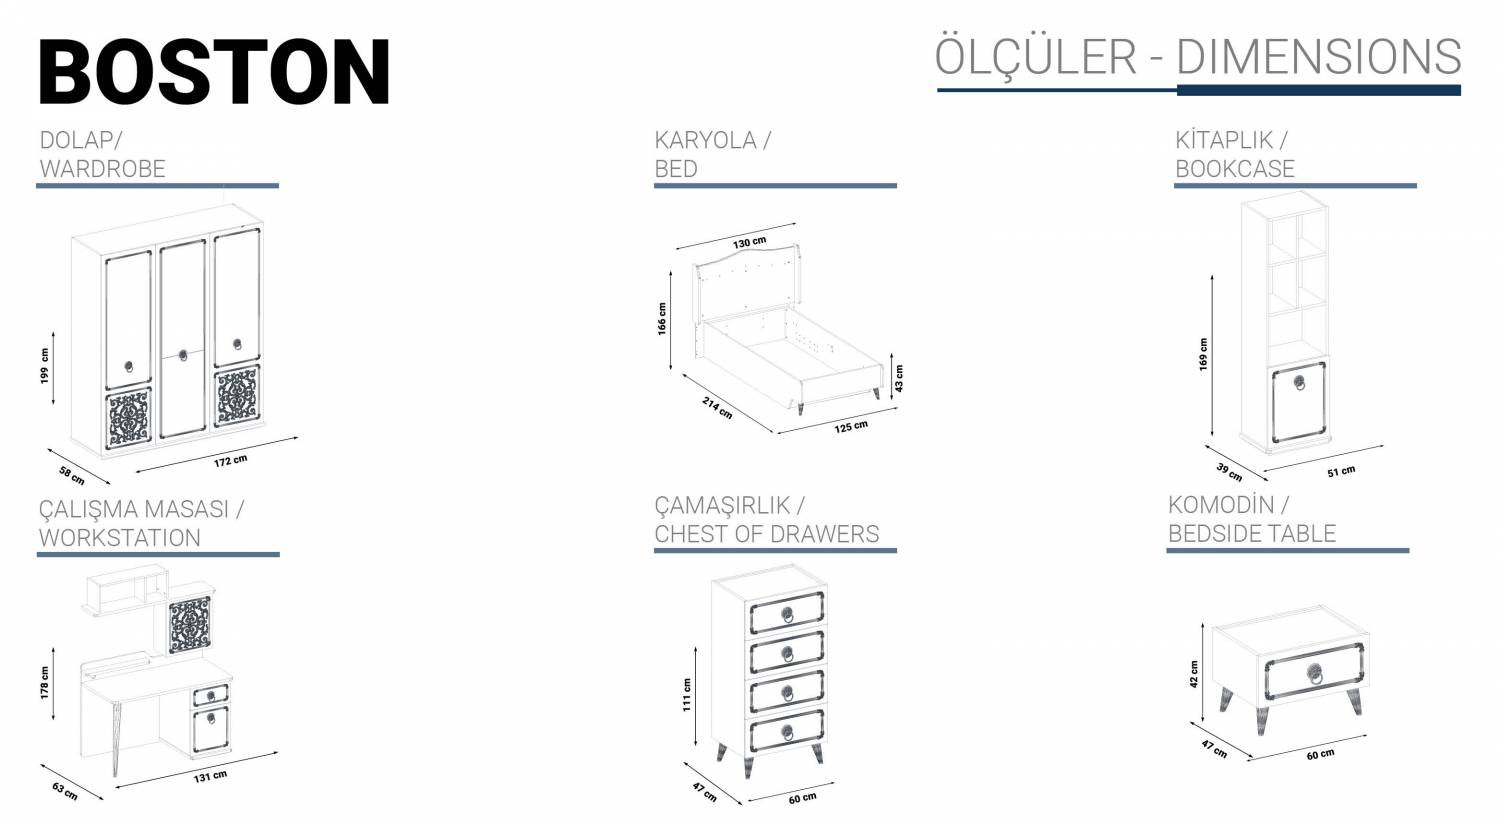 BOSTON
ÖLÇÜLER - DIMENSIONS
DOLAP/
WARDROBE
199 cm
58 cm
172 cm
KARYOLA /
BED
130 cm
166 cm
43 cm
214 cm
125 cm
KİTAPLIK /
BOOKCASE
169 cm
39 cm
51 cm
ÇALIŞMA MASASI /
WORKSTATION
178 cm
63 cm
131 cm
ÇAMAŞIRLIK /
CHEST OF DRAWERS
111 cm
47 cm
60 cm
KOMODİN /
BEDSIDE TABLE
42 cm
47 cm
60 cm